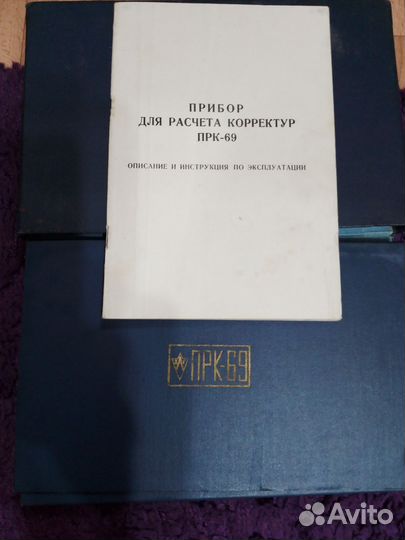 ПРИБОР
ДЛЯ РАСЧЕТА КОРРЕКТУР
ПРК-69
ОПИСАНИЕ И ИНСТРУКЦИЯ ПО ЭКСПЛУАТАЦИИ
ПРК-69
Avito